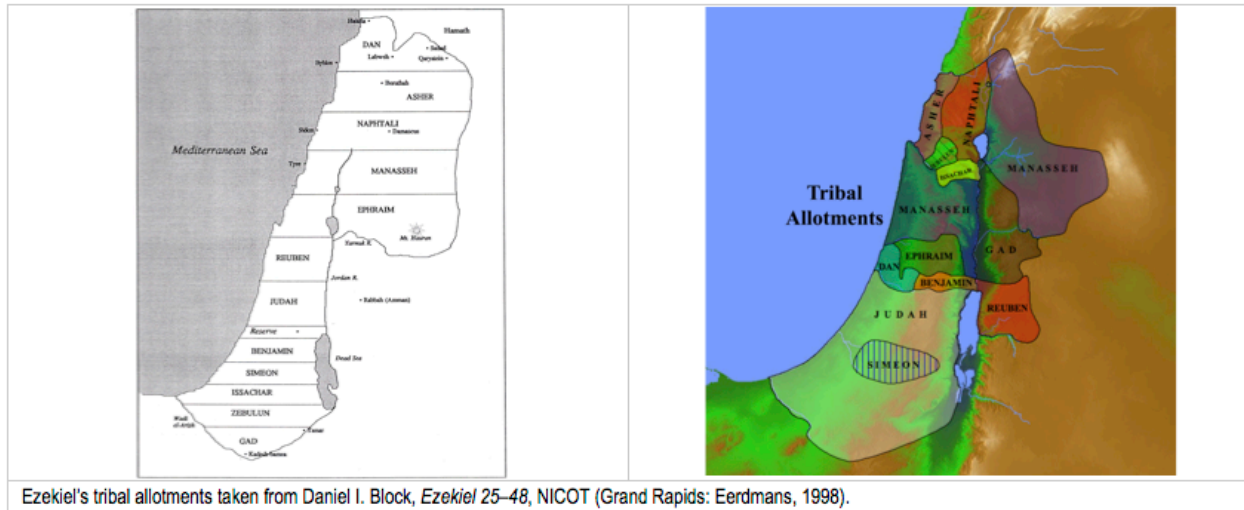 Hamath
DAN
Sedad
Labweh
Qaryatein
Byblos
Berothah
ASHER
NAPHTALI
Sidon
Damascus
Mediterranean Sea
Tyre
MANASSEH
EPHRAIM
Mt. Hauran
Yarmuk R.
REUBEN
Jordan R.
JUDAH
Rabbah (Amman)
Reserve
BENJAMIN
Dead Sea
SIMEON
ISSACHAR
ZEBULUN
Wadi
el-Arish
Tamar
GAD
Kadesh-barnea
ASHER
NAPHTALI
ZEBULUN
ISSACHAR
MANASSEH
Tribal
Allotments
MANASSEH
GAD
EPHRAIM
DAN
BENJAMIN
REUBEN
JUDAH
SIMEON
Ezekiel's tribal allotments taken from Daniel I. Block, Ezekiel 25–48, NICOT (Grand Rapids: Eerdmans, 1998).